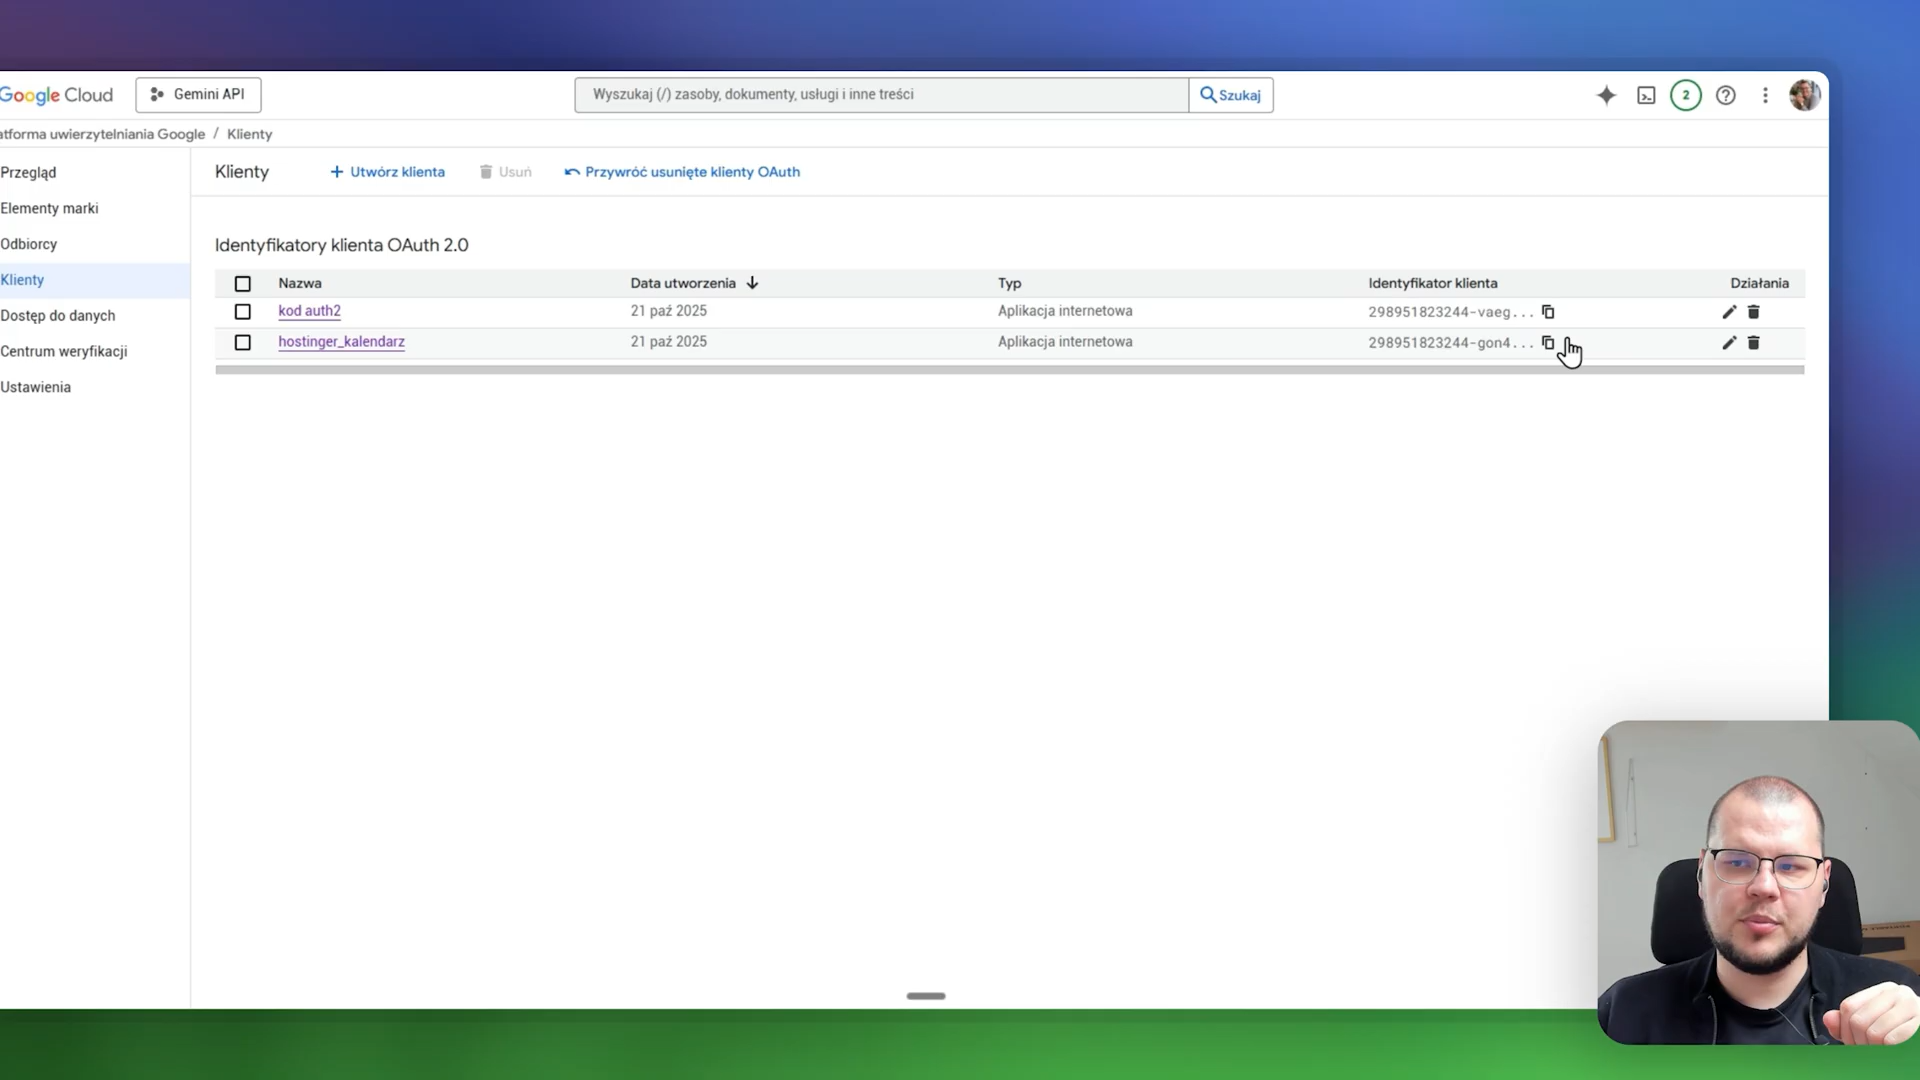 Google Cloud
Gemini API
Wyszukaj (/) zasoby, dokumenty, usługi i inne treści
Szukaj
2
atforma uwierzytelniania Google / Klienty
Przegląd
Elementy marki
Odbiorcy
Klienty
Dostęp do danych
Centrum weryfikacji
Ustawienia
Klienty
Utwórz klienta
Usuń
Przywróć usunięte klienty OAuth
Identyfikatory klienta OAuth 2.0
Nazwa Data utworzenia Typ Identyfikator klienta Działania
kod auth2 21 paź 2025 Aplikacja internetowa 298951823244-vaeg...
hostinger_kalendarz 21 paź 2025 Aplikacja internetowa 298951823244-gon4...